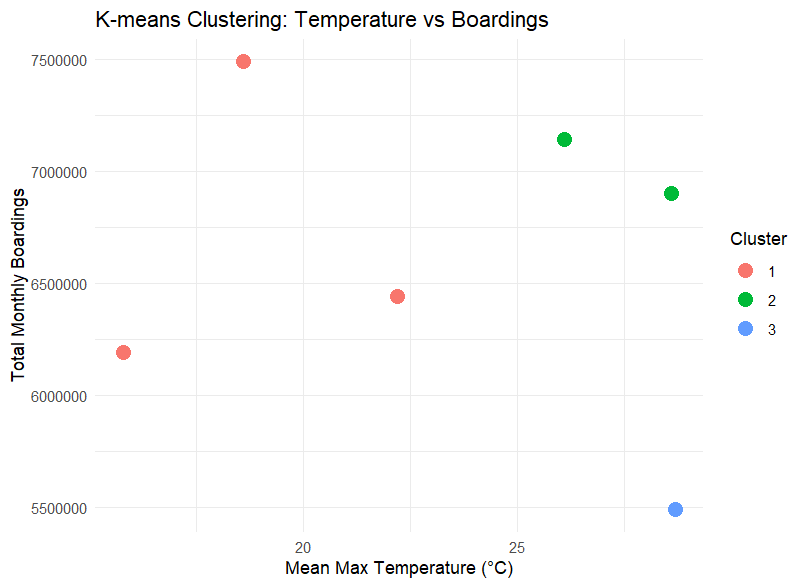 K-means Clustering: Temperature vs Boardings
7500000
7000000
6500000
6000000
5500000
Total Monthly Boardings
20
25
Mean Max Temperature (°C)
Cluster
1
2
3